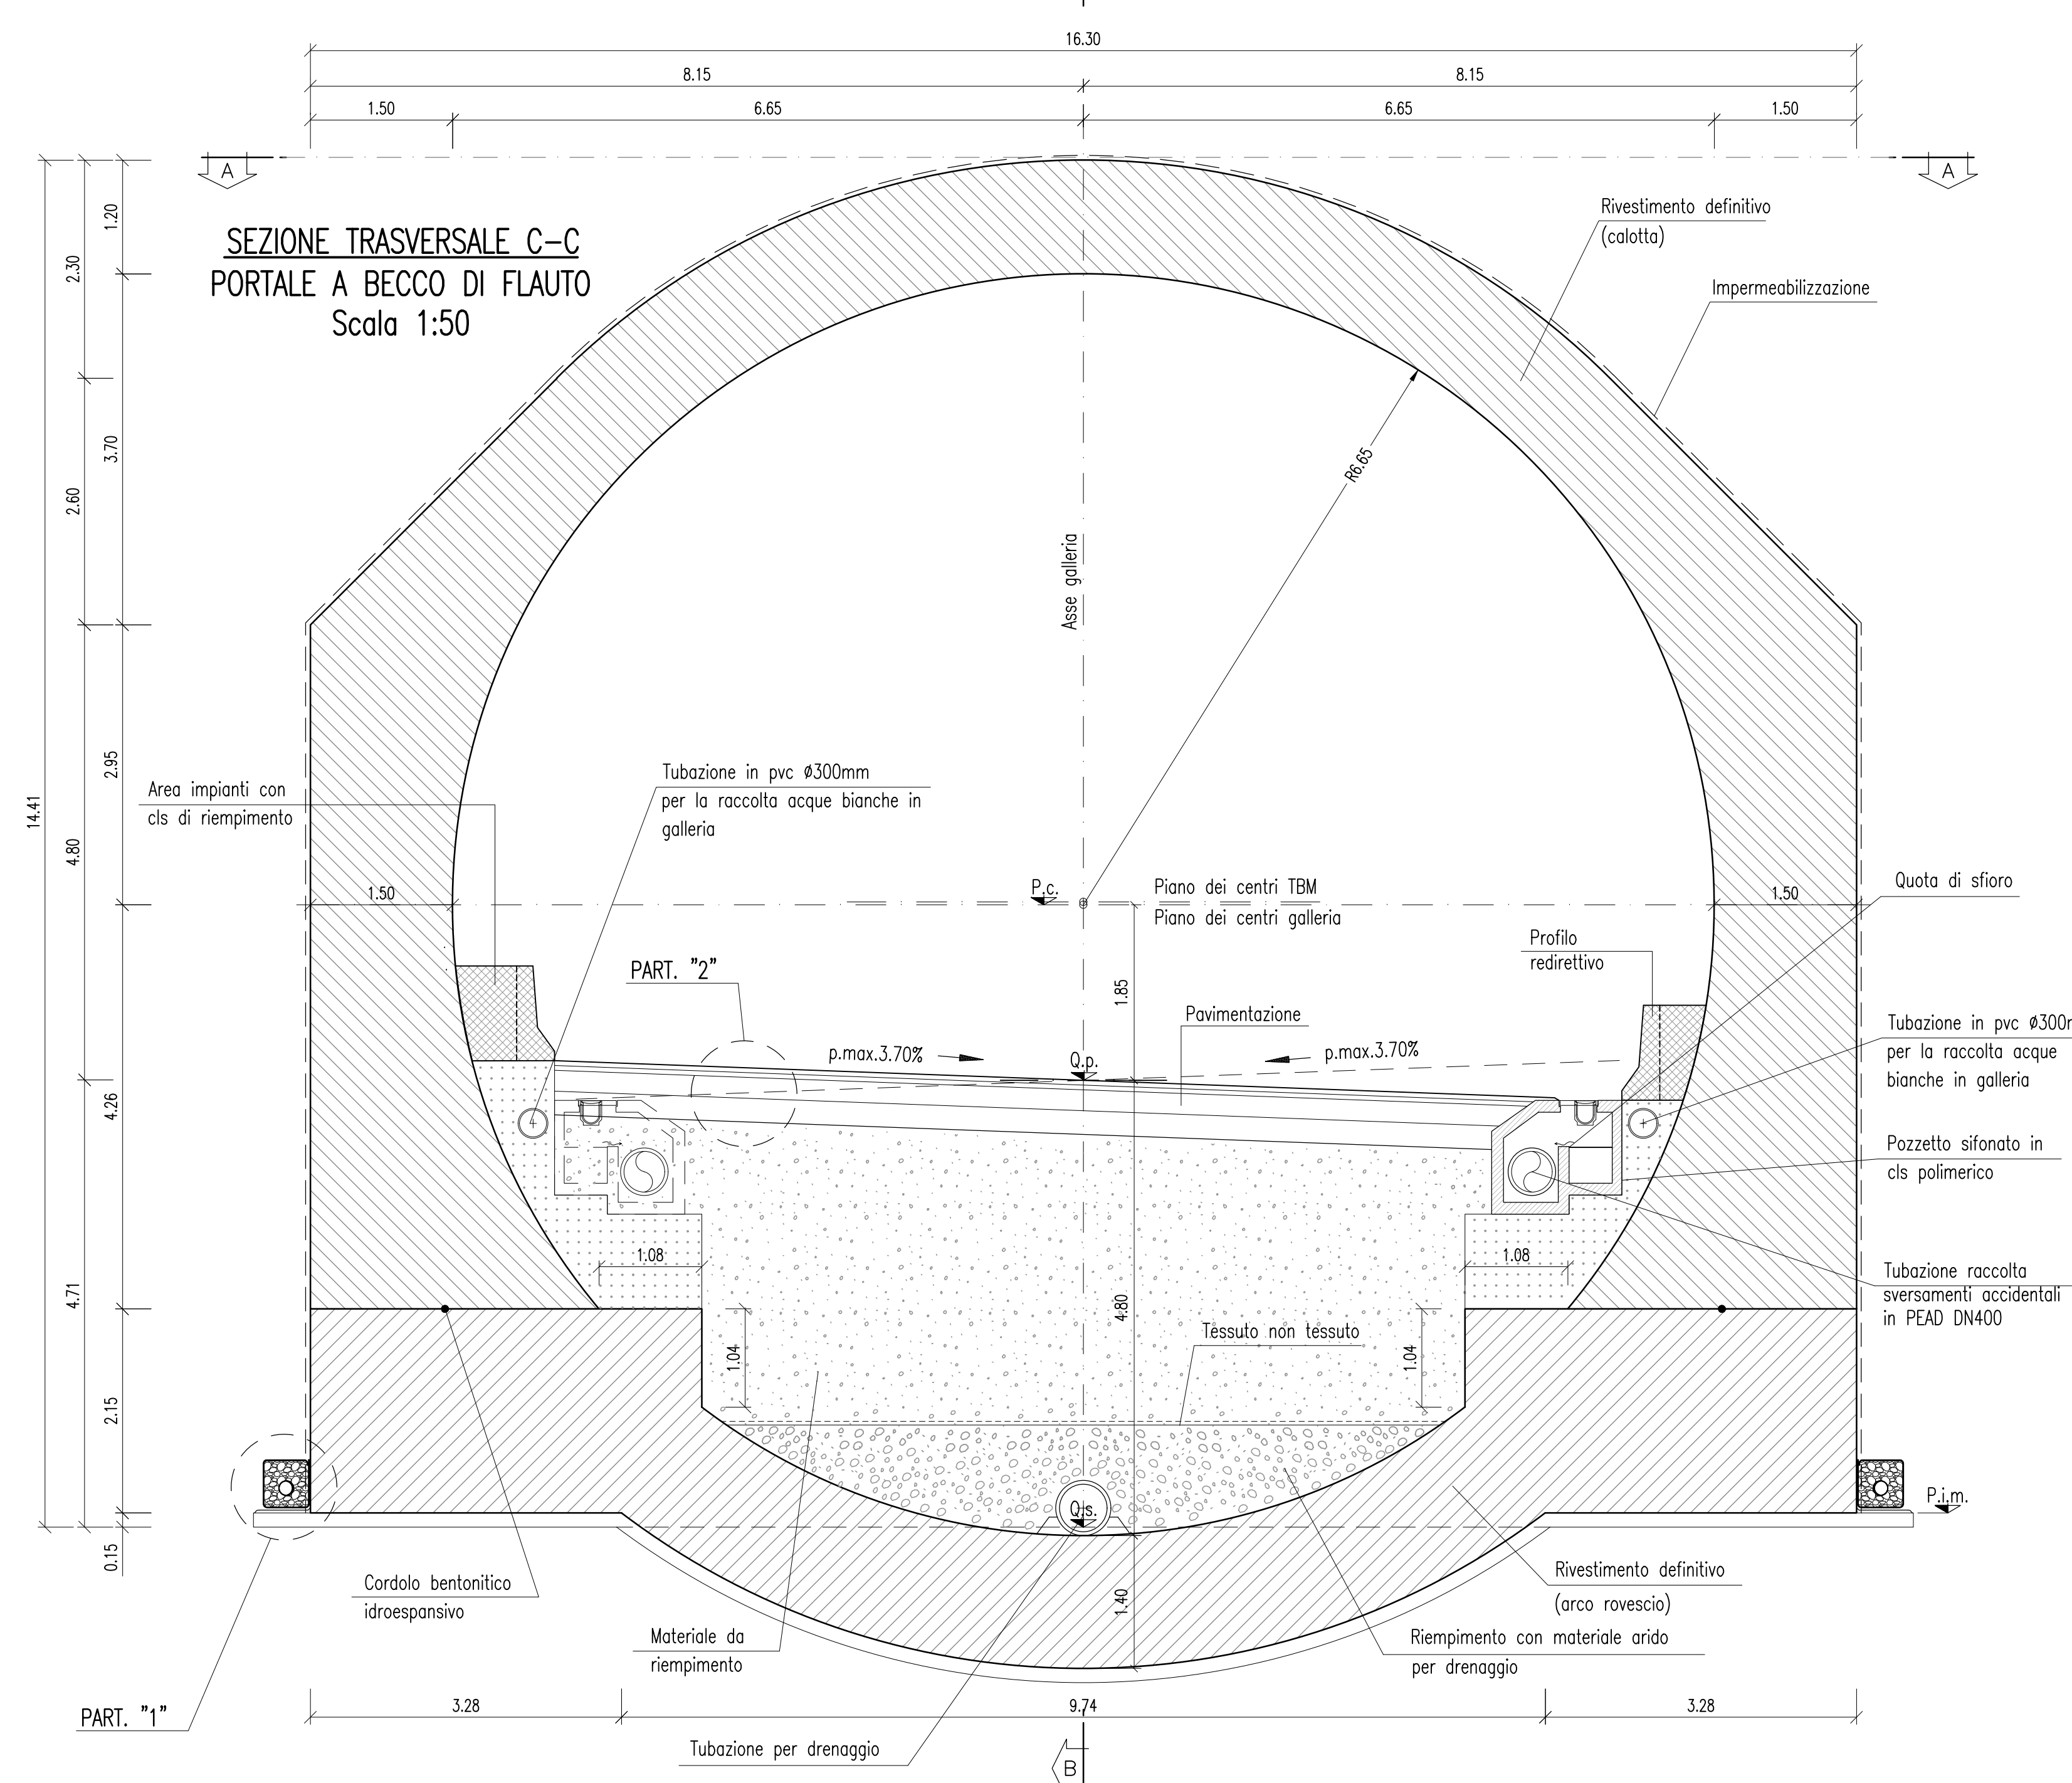 16.30
8.15
8.15
1.50
6.65
6.65
1.50
A
A
SEZIONE TRASVERSALE C-C
PORTALE A BECCO DI FLAUTO
Scala 1:50
1.20
2.30
3.70
2.60
2.95
14.41
4.80
4.26
4.71
2.15
0.15
Rivestimento definitivo
(calotta)
Impermeabilizzazione
R6.65
Asse galleria
Area impianti con
cls di riempimento
Tubazione in pvc Ø300mm
per la raccolta acque bianche in
galleria
1.50
P.c.
Piano dei centri TBM
Piano dei centri galleria
1.50
Quota di sfioro
Profilo
redirettivo
PART. "2"
1.85
Pavimentazione
p.max.3.70%
Q.p.
p.max.3.70%
Tubazione in pvc Ø300m
per la raccolta acque
bianche in galleria
Pozzetto sifonato in
cls polimerico
1.08
1.08
Tubazione raccolta
sversamenti accidentali
in PEAD DN400
4.80
Tessuto non tessuto
1.04
1.04
Q.s.
P.i.m.
Cordolo bentonitico
idroespansivo
1.40
Rivestimento definitivo
(arco rovescio)
Materiale da
riempimento
Riempimento con materiale arido
per drenaggio
PART. "1"
3.28
9.74
3.28
Tubazione per drenaggio
B